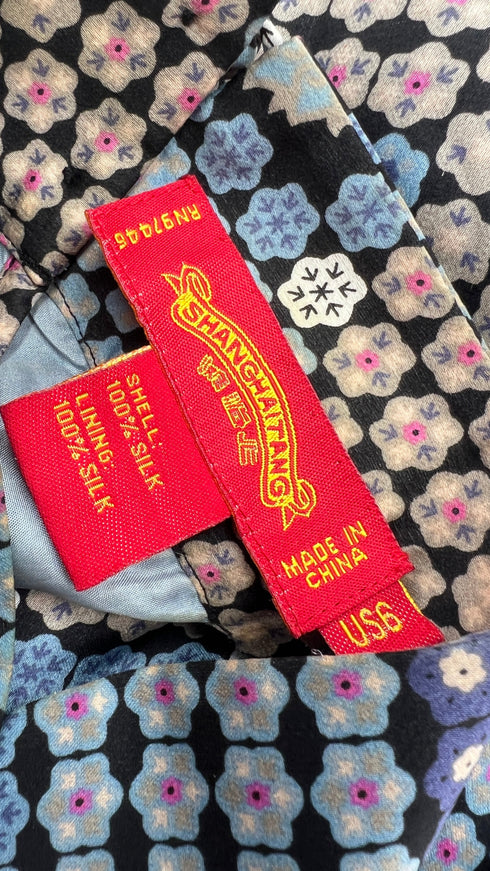 RN97446
SHANGHAI TANG
MADE IN
CHINA
US6
SHELL:
100% SILK
LINING:
100% SILK